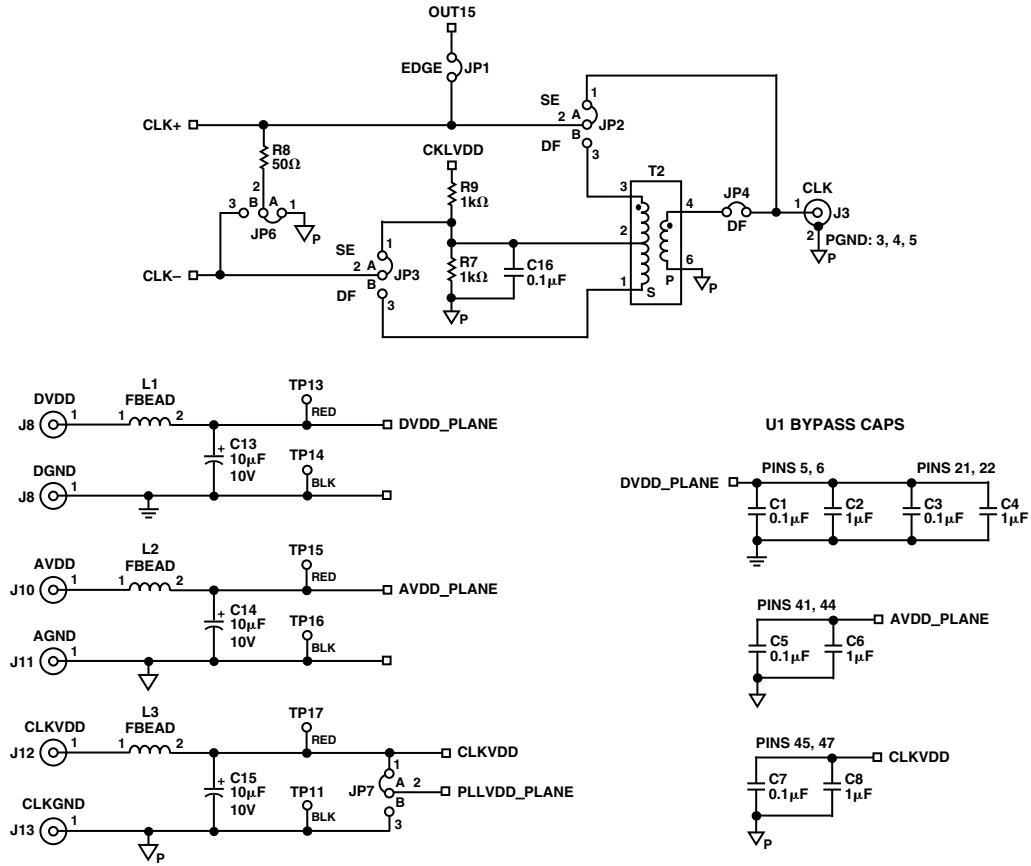 OUT15
EDGE
JP1
SE
1
2 A
JP2
B
DF
3
CLK+
R8
50Ω
2
3 B A 1
JP6
P
CKLVDD
R9
1kΩ
R7
1kΩ
P
C16
0.1µF
SE
1
2 A
JP3
B
DF
3
CLK–
T2
3
4
2
1
6
S
P
P
JP4
DF
CLK
1
J3
2
PGND: 3, 4, 5
P
DVDD
J8
1
L1
FBEAD
1 2
C13
10µF
10V
+
TP13
RED
DVDD_PLANE
TP14
BLK
DGND
J8
1
AVDD
J10
1
L2
FBEAD
1 2
C14
10µF
10V
+
TP15
RED
AVDD_PLANE
TP16
BLK
AGND
J11
1
CLKVDD
J12
1
L3
FBEAD
1 2
C15
10µF
10V
+
TP17
RED
CLKVDD
TP11
BLK
1
A 2
JP7
B
3
PLLVDD_PLANE
CLKGND
J13
1
P
U1 BYPASS CAPS
PINS 5, 6
PINS 21, 22
DVDD_PLANE
C1
0.1µF
C2
1µF
C3
0.1µF
C4
1µF
PINS 41, 44
AVDD_PLANE
C5
0.1µF
C6
1µF
PINS 45, 47
CLKVDD
C7
0.1µF
C8
1µF
P